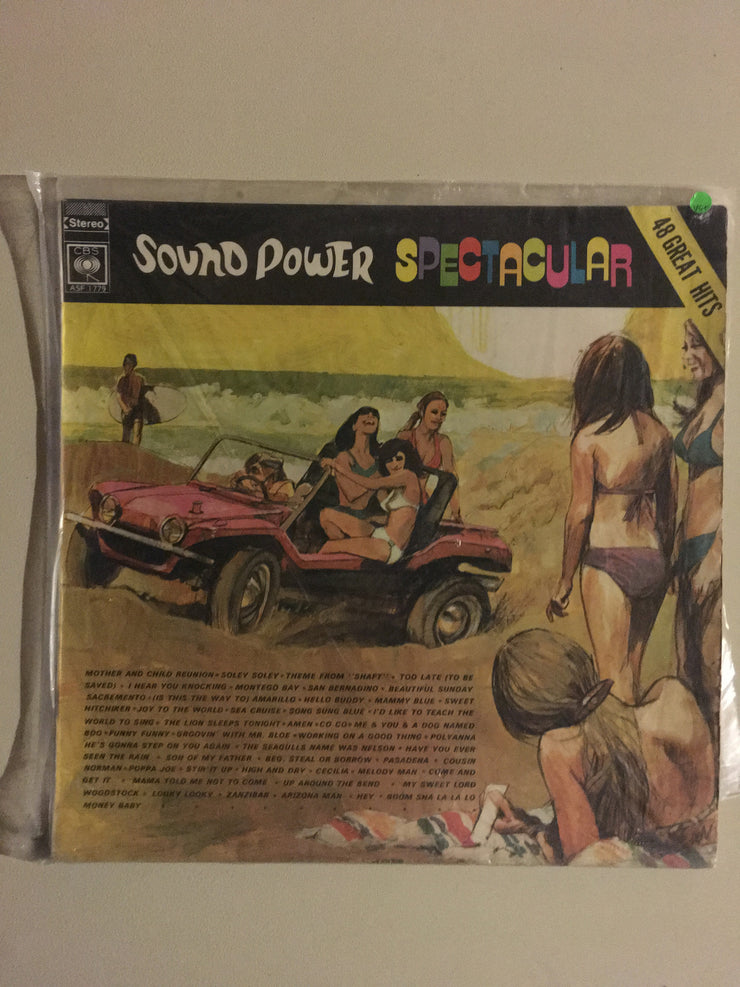 Stereo
CBS
ASF 1779
SOUND POWER SPECTACULAR
48 GREAT HITS
MOTHER AND CHILD REUNION • SOLEY SOLEY • THEME FROM "SHAFT" • TOO LATE (TO BE
SAVED) • I HEAR YOU KNOCKING • MONTEGO BAY • SAN BERNADINO • BEAUTIFUL SUNDAY
SACREMENTO • (IS THIS THE WAY TO) AMARILLO • HELLO BUDDY • MAMMY BLUE • SWEET
HITCHIKER • JOY TO THE WORLD • SEA CRUISE • SONG SUNG BLUE • I'D LIKE TO TEACH THE
WORLD TO SING • THE LION SLEEPS TONIGHT • AMEN • CO CO • ME & YOU & A DOG NAMED
BOO • FUNNY FUNNY • GROOVIN' WITH MR. BLOE • WORKING ON A GOOD THING • POLYANNA
HE'S GONNA STEP ON YOU AGAIN • THE SEAGULLS NAME WAS NELSON • HAVE YOU EVER
SEEN THE RAIN • SON OF MY FATHER • BEG, STEAL OR BORROW • PASADENA • COUSIN
NORMAN • POPPA JOE • STIR IT UP • HIGH AND DRY • CECILIA • MELODY MAN • COME AND
GET IT • MAMA TOLD ME NOT TO COME • UP AROUND THE BEND • MY SWEET LORD
WOODSTOCK • LOOKY LOOKY • ZANZIBAR • ARIZONA MAN • HEY • BOOM SHA LA LA LO
MONEY BABY